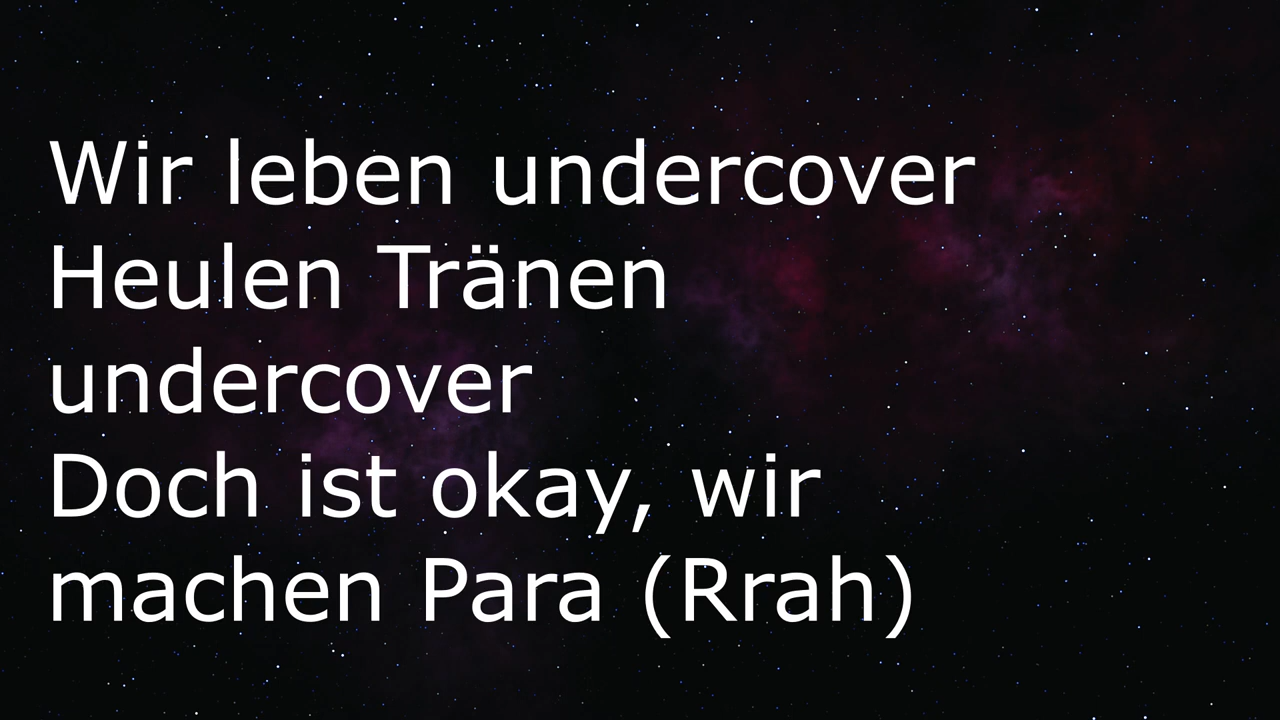 Wir leben undercover
Heulen Tränen
undercover
Doch ist okay, wir
machen Para (Rrah)